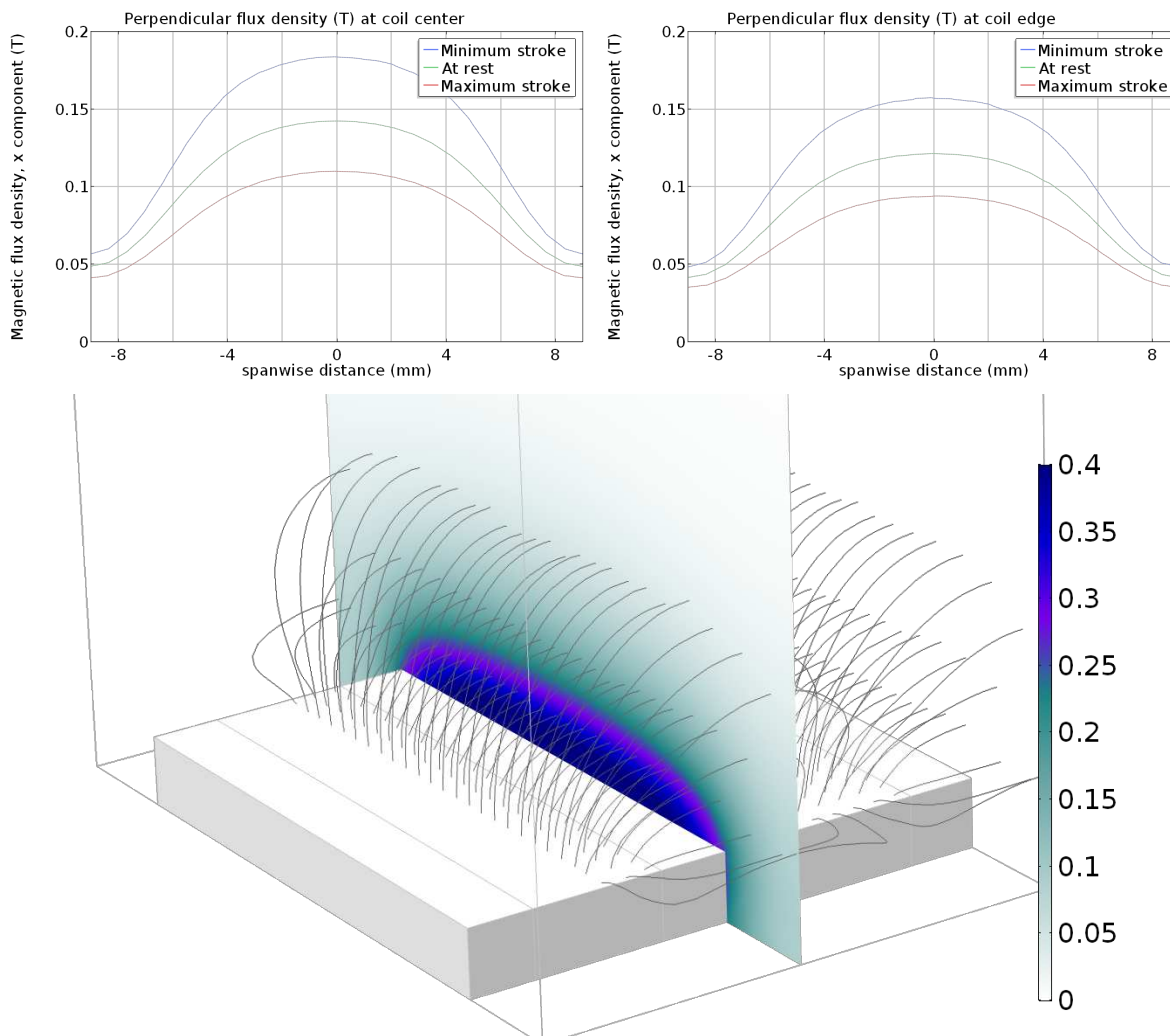 Perpendicular flux density (T) at coil center
Magnetic flux density, x component (T)
0.2
0.15
0.1
0.05
0
Minimum stroke
At rest
Maximum stroke
-8
-4
0
4
8
spanwise distance (mm)
Perpendicular flux density (T) at coil edge
Magnetic flux density, x component (T)
0.2
0.15
0.1
0.05
0
Minimum stroke
At rest
Maximum stroke
-8
-4
0
4
8
spanwise distance (mm)
0.4
0.35
0.3
0.25
0.2
0.15
0.1
0.05
0